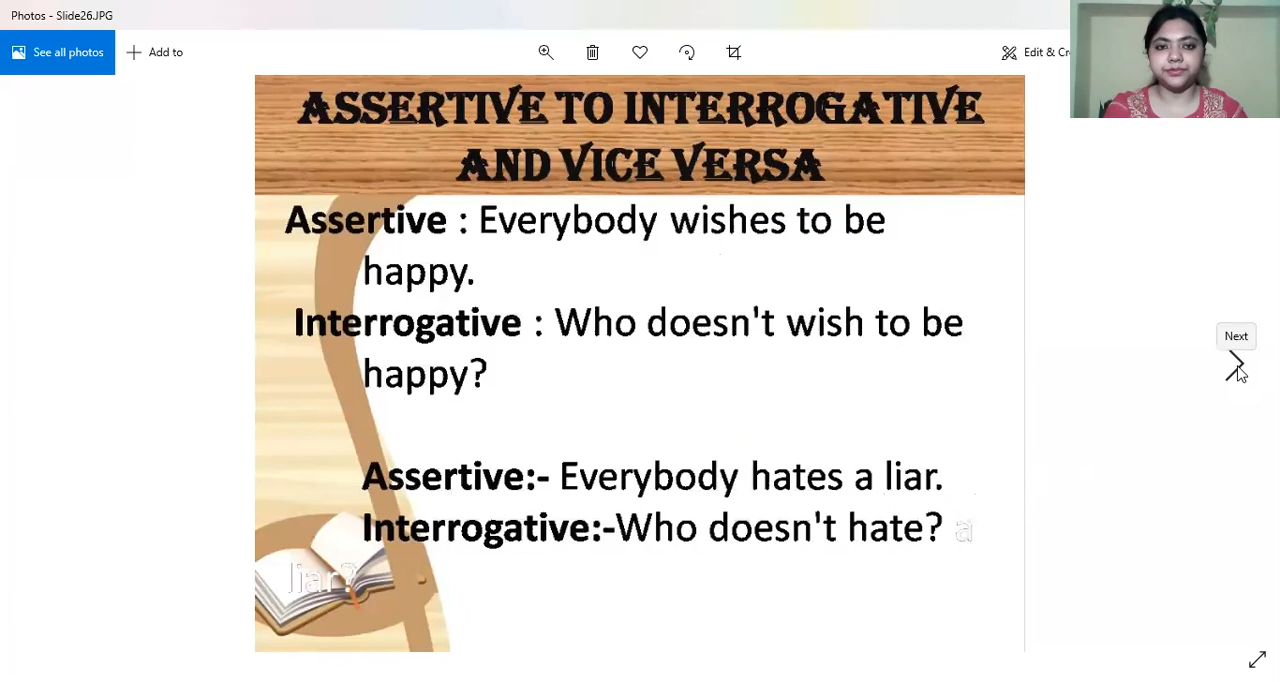 Photos - Slide26.JPG
See all photos
Add to
Edit & Cr
ASSERTIVE TO INTERROGATIVE
AND VICE VERSA
Assertive : Everybody wishes to be
happy.
Interrogative : Who doesn't wish to be
happy?
Next
Assertive:- Everybody hates a liar.
Interrogative:-Who doesn't hate? a
liar?